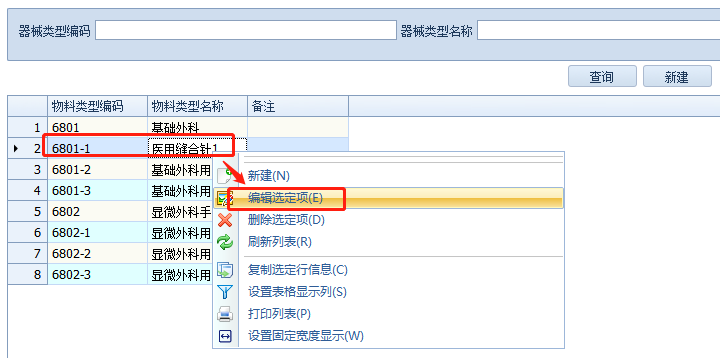 器械类型编码 器械类型名称
查询 新建
物料类型编码 物料类型名称 备注
1 6801 基础外科
2 6801-1 医用缝合针1
3 6801-2 基础外科用
4 6801-3 基础外科用
5 6802 显微外科手
6 6802-1 显微外科用
7 6802-2 显微外科用
8 6802-3 显微外科用
新建(N)
编辑选定项(E)
删除选定项(D)
刷新列表(R)
复制选定行信息(C)
设置表格显示列(S)
打印列表(P)
设置固定宽度显示(W)